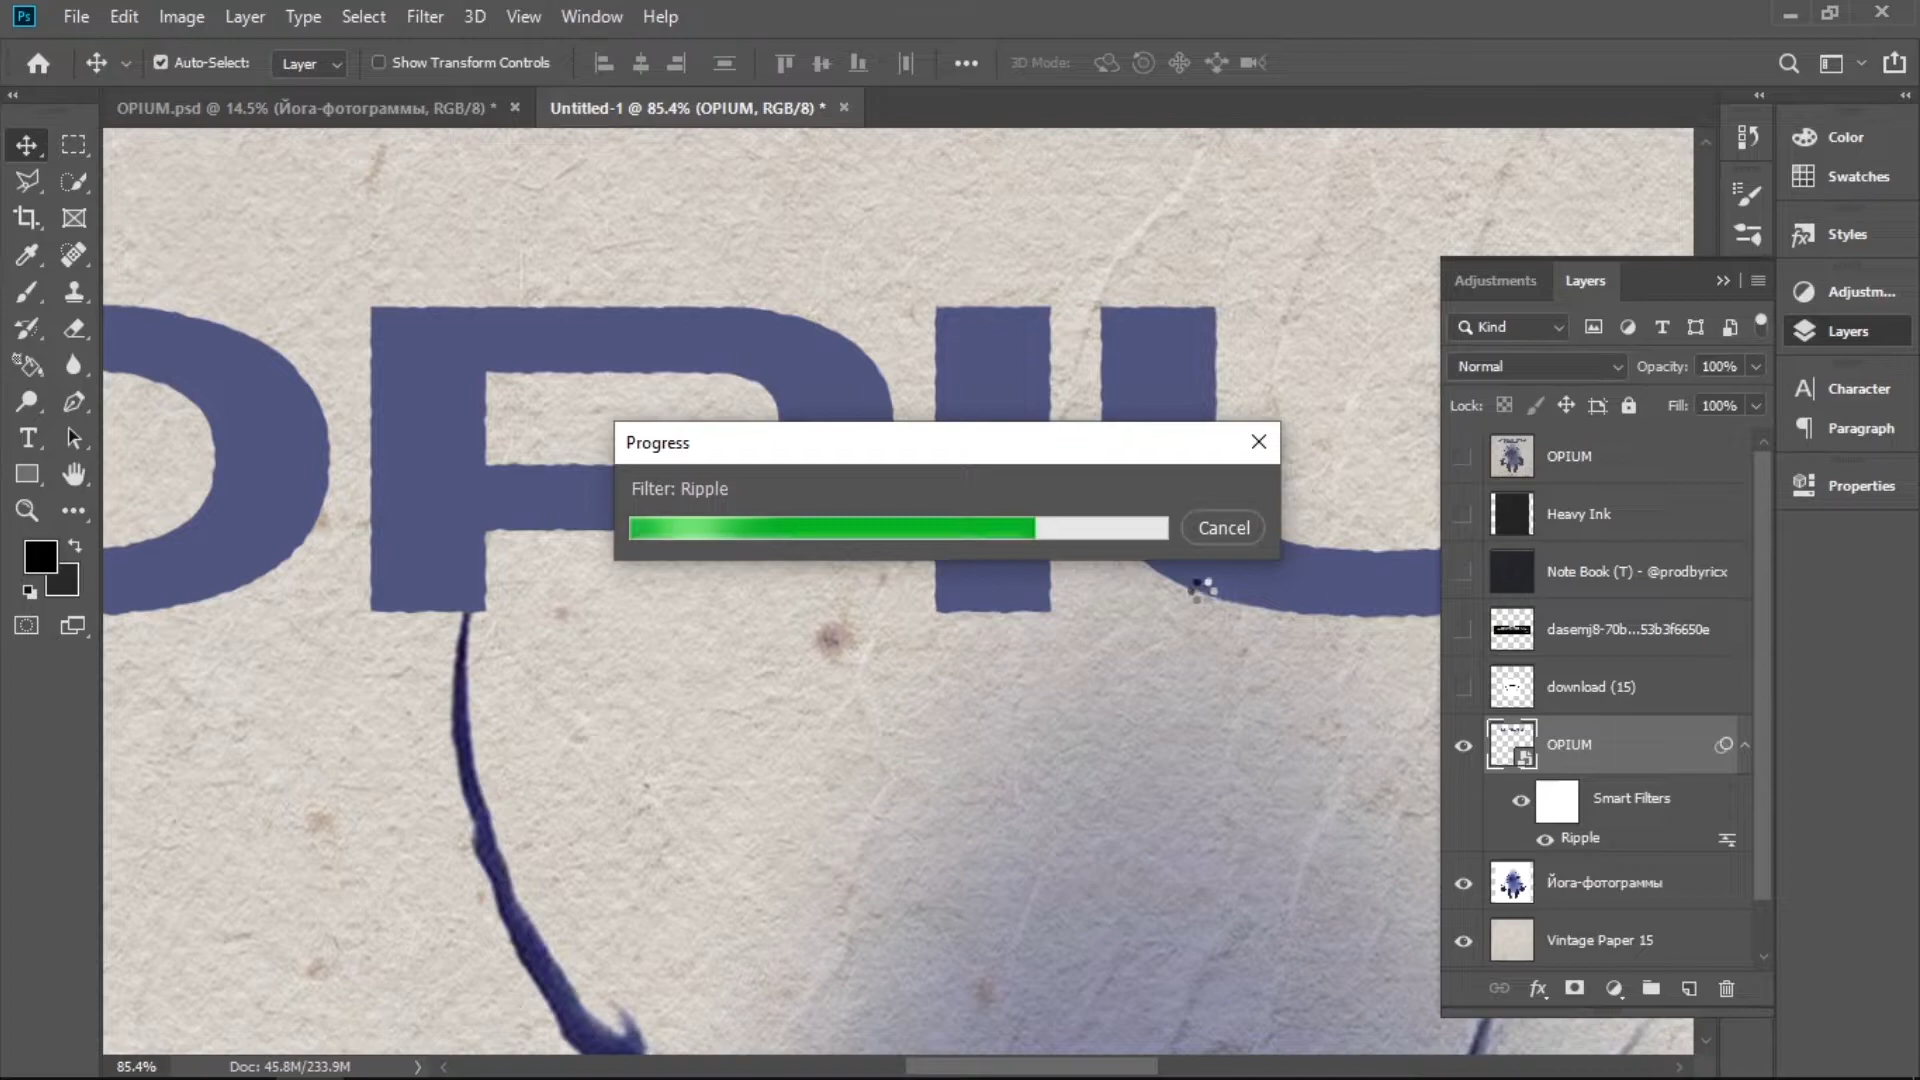 Ps File Edit Image Layer Type Select Filter 3D View Window Help
Auto-Select: Layer Show Transform Controls 3D Mode:
OPIUM.psd @ 14.5% (Йога-фотограммы, RGB/8) * Untitled-1 @ 85.4% (OPIUM, RGB/8) *
Color
Swatches
Styles
Adjustm...
Layers
Character
Paragraph
Properties
Adjustments Layers
Kind
Normal Opacity: 100%
Lock: Fill: 100%
OPIUM
Heavy Ink
Note Book (T) - @prodbyricx
dasemj8-70b...53b3f6650e
download (15)
OPIUM
Smart Filters
Ripple
Йога-фотограммы
Vintage Paper 15
OPIU
Progress
Filter: Ripple
Cancel
85.4% Doc: 45.8M/233.9M